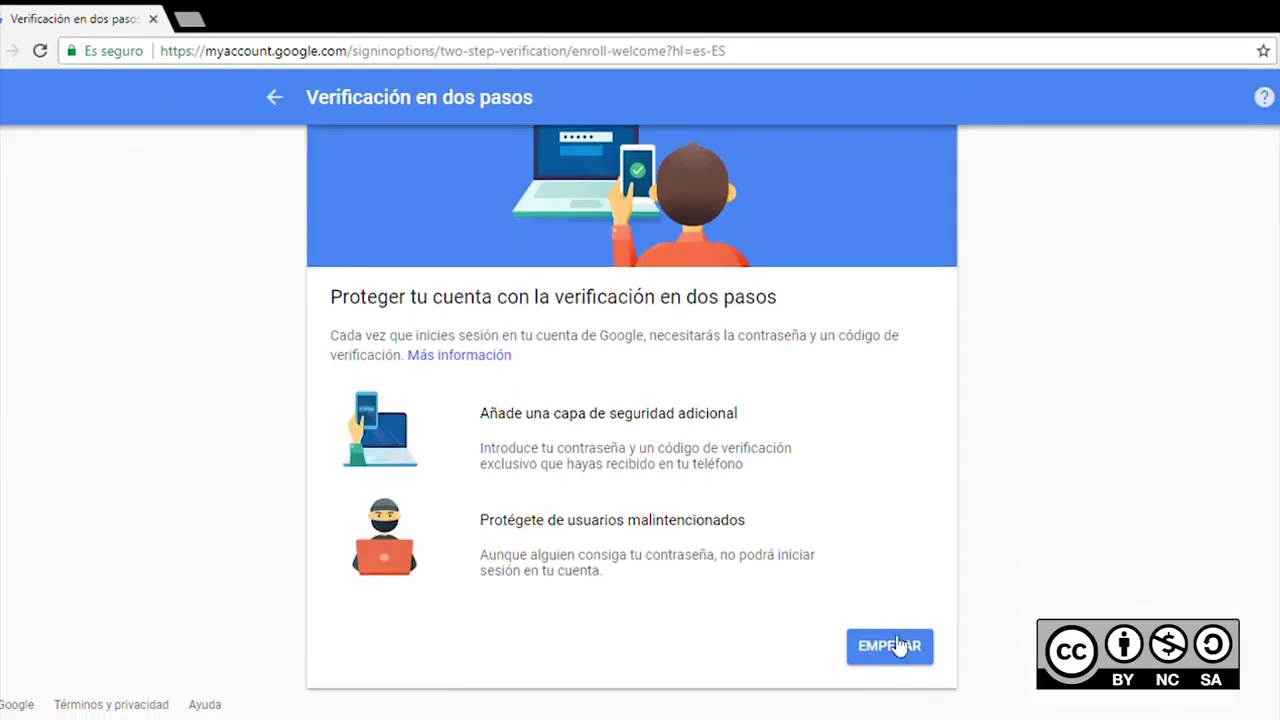 Verificación en dos pasos
Es seguro
https://myaccount.google.com/signinoptions/two-step-verification/enroll-welcome?hl=es-ES
Verificación en dos pasos
Proteger tu cuenta con la verificación en dos pasos
Cada vez que inicies sesión en tu cuenta de Google, necesitarás la contraseña y un código de
verificación. Más información
Añade una capa de seguridad adicional
Introduce tu contraseña y un código de verificación
exclusivo que hayas recibido en tu teléfono
Protégete de usuarios malintencionados
Aunque alguien consiga tu contraseña, no podrá iniciar
sesión en tu cuenta.
EMPEZAR
CC
BY NC SA
Google Términos y privacidad Ayuda